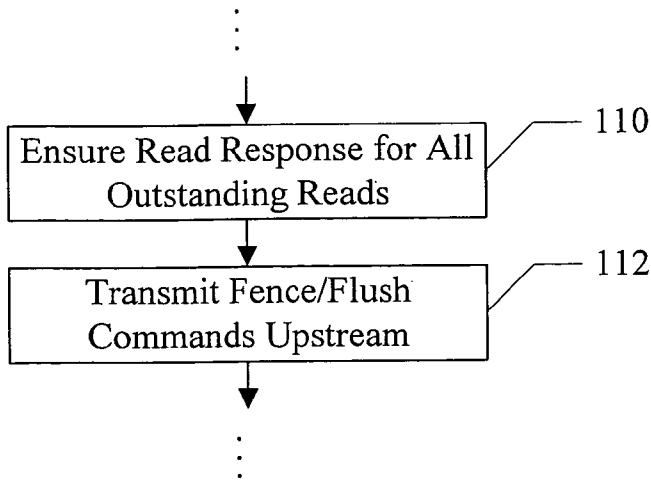 Ensure Read Response for All
Outstanding Reads
110
Transmit Fence/Flush
Commands Upstream
112